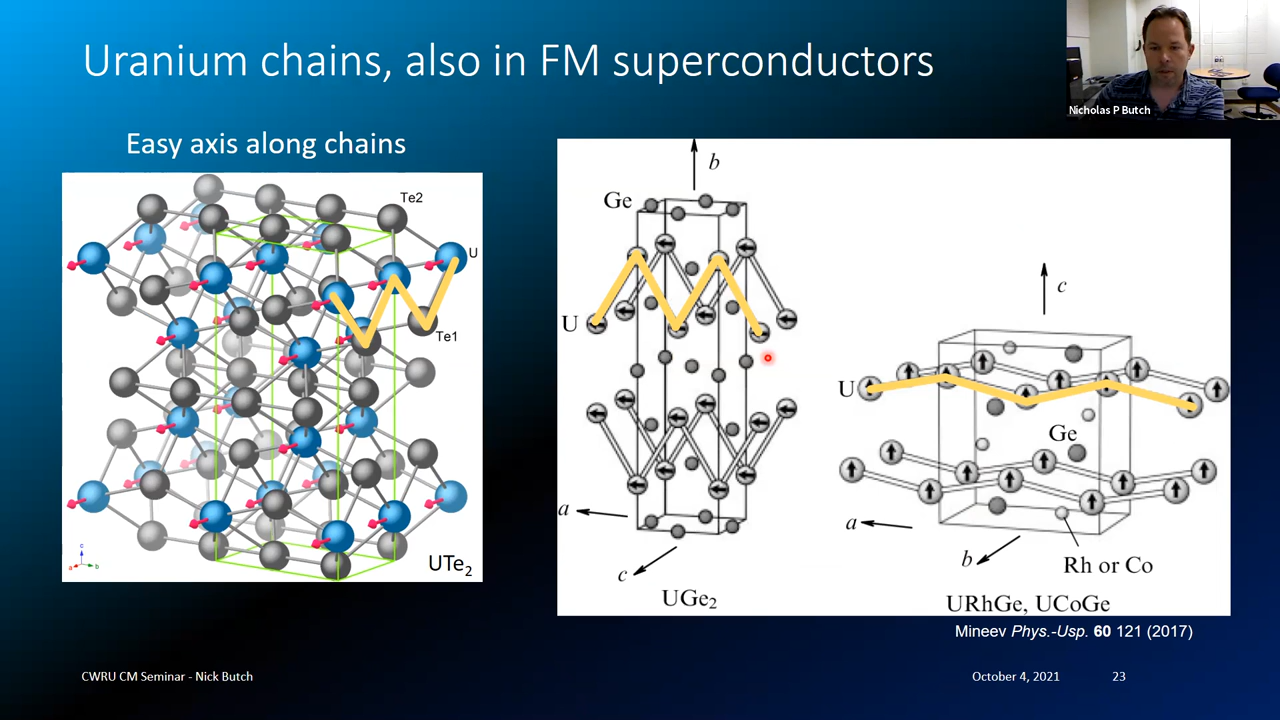 Uranium chains, also in FM superconductors
Nicholas P Butch
Easy axis along chains
Te2
U
Te1
UTe2
c
a
b
b
Ge
U
a
c
UGe2
c
U
Ge
a
b
Rh or Co
URhGe, UCoGe
Mineev Phys.-Usp. 60 121 (2017)
CWRU CM Seminar - Nick Butch
October 4, 2021
23